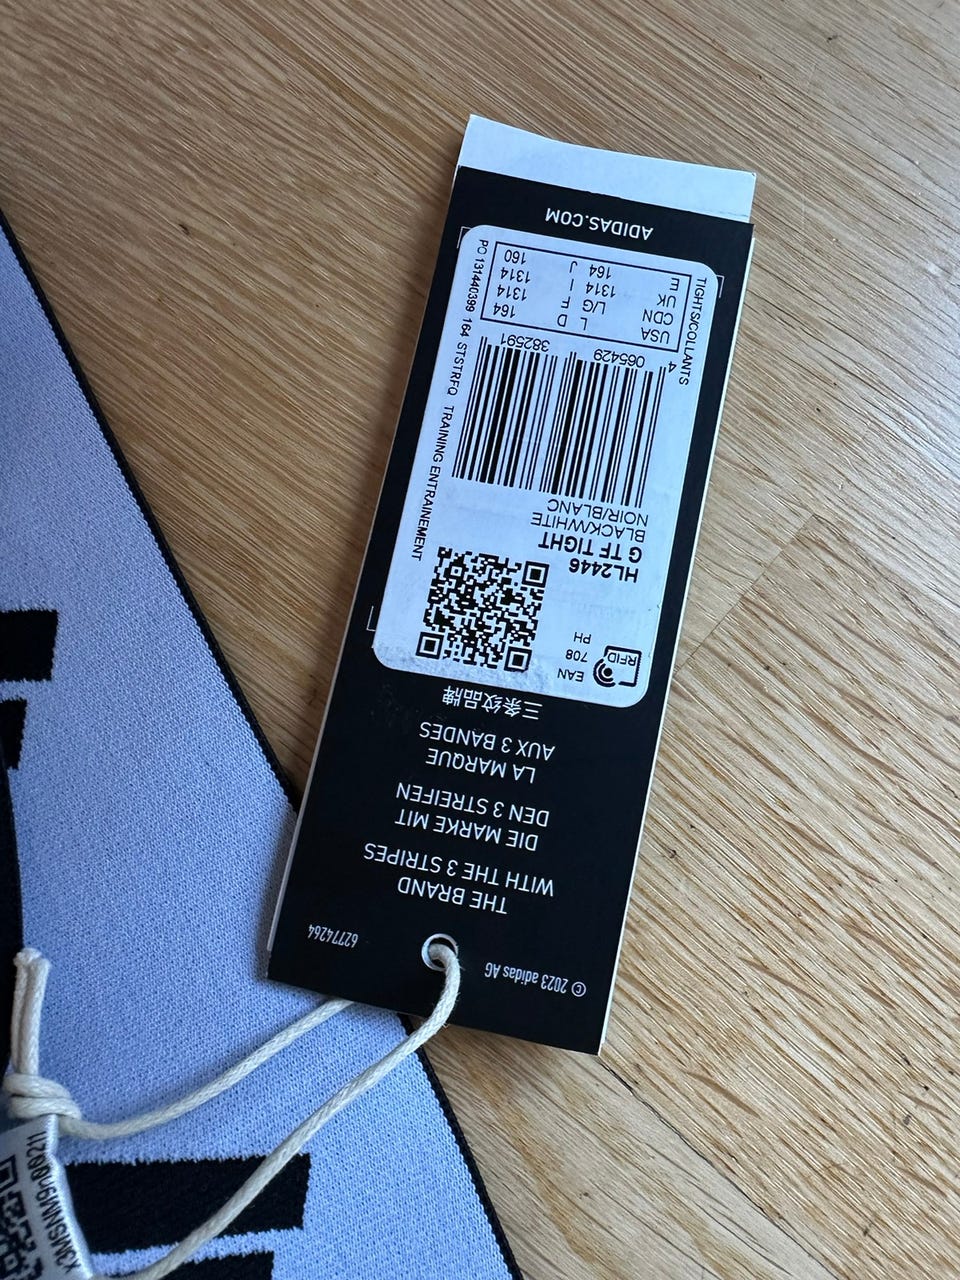 © 2023 adidas AG
62774264
THE BRAND
WITH THE 3 STRIPES
DIE MARKE MIT
DEN 3 STREIFEN
LA MARQUE
AUX 3 BANDES
三条纹品牌
RFID
EAN 708
PH
HL2446
G TF TIGHT
BLACK/WHITE
NOIR/BLANC
4 065429 382591
USA L D 164
CDN L/G F 1314
UK 1314 I 1314
E 164 J 160
TIGHTS/COLLANTS
PO 131440399 164 STSTRFQ TRAINING ENTRAINEMENT
ADIDAS.COM